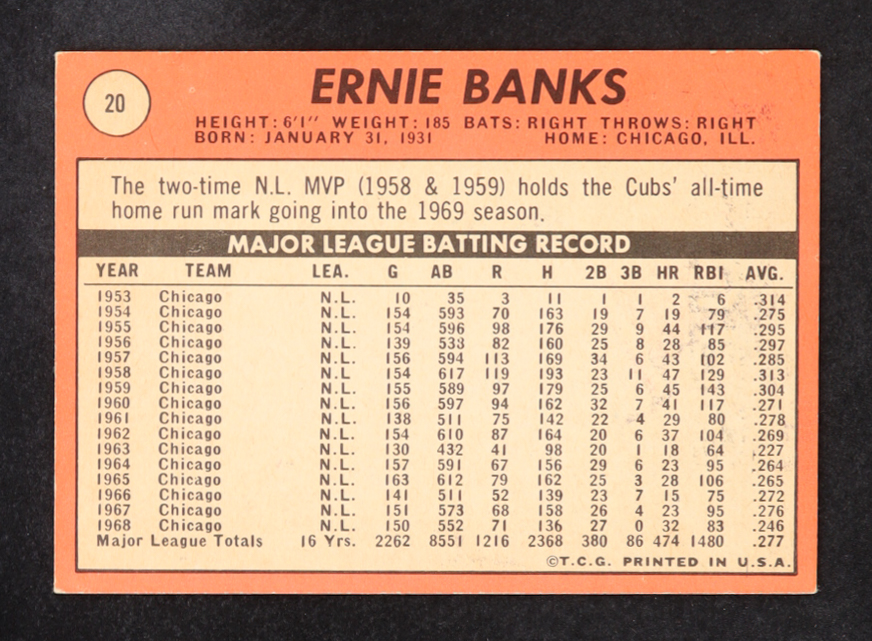 20
ERNIE BANKS
HEIGHT: 6'1" WEIGHT: 185 BATS: RIGHT THROWS: RIGHT
BORN: JANUARY 31, 1931 HOME: CHICAGO, ILL.
The two-time N.L. MVP (1958 & 1959) holds the Cubs' all-time
home run mark going into the 1969 season.
MAJOR LEAGUE BATTING RECORD
YEAR TEAM LEA. G AB R H 2B 3B HR RBI AVG.
1953 Chicago N.L. 10 35 3 11 1 1 2 6 .314
1954 Chicago N.L. 154 593 70 163 19 7 19 79 .275
1955 Chicago N.L. 154 596 98 176 29 9 44 117 .295
1956 Chicago N.L. 139 538 82 160 25 8 28 85 .297
1957 Chicago N.L. 156 594 113 169 34 6 43 102 .285
1958 Chicago N.L. 154 617 119 193 23 11 47 129 .313
1959 Chicago N.L. 155 589 97 179 25 6 45 143 .304
1960 Chicago N.L. 156 597 94 162 32 7 41 117 .271
1961 Chicago N.L. 138 511 75 142 22 4 29 80 .278
1962 Chicago N.L. 154 610 87 164 20 6 37 104 .269
1963 Chicago N.L. 130 432 41 98 20 1 18 64 .227
1964 Chicago N.L. 157 591 67 156 29 6 23 95 .264
1965 Chicago N.L. 163 612 79 162 25 3 28 106 .265
1966 Chicago N.L. 141 511 52 139 23 7 15 75 .272
1967 Chicago N.L. 151 573 68 158 26 4 23 95 .276
1968 Chicago N.L. 150 552 71 136 27 0 32 83 .246
Major League Totals 16 Yrs. 2262 8551 1216 2368 380 86 474 1480 .277
©T.C.G. PRINTED IN U.S.A.